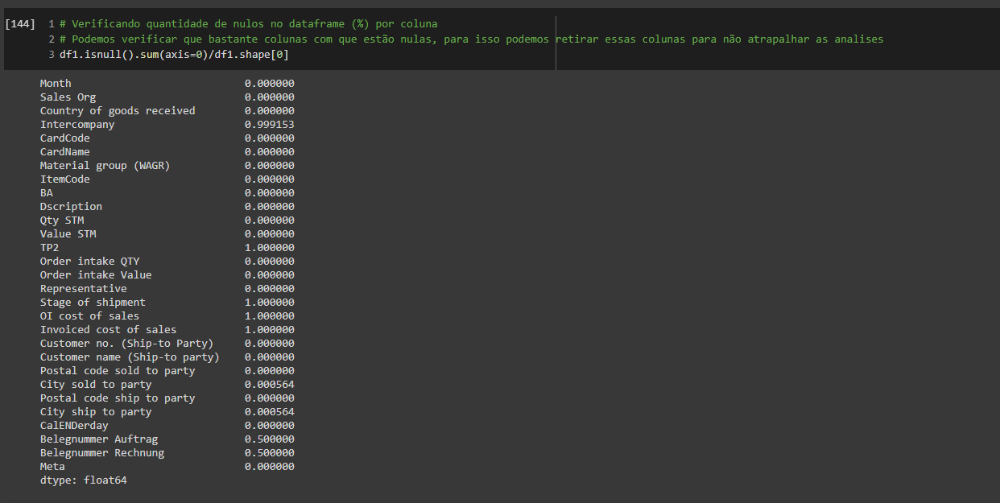 [144] 1 # Verificando quantidade de nulos no dataframe (%) por coluna
2 # Podemos verificar que bastante colunas com que estão nulas, para isso podemos retirar essas colunas para não atrapalhar as analises
3 df1.isnull().sum(axis=0)/df1.shape[0]
Month 0.000000
Sales Org 0.000000
Country of goods received 0.000000
Intercompany 0.999153
CardCode 0.000000
CardName 0.000000
Material group (WAGR) 0.000000
ItemCode 0.000000
BA 0.000000
Dscription 0.000000
Qty STM 0.000000
Value STM 0.000000
TP2 1.000000
Order intake QTY 0.000000
Order intake Value 0.000000
Representative 0.000000
Stage of shipment 1.000000
OI cost of sales 1.000000
Invoiced cost of sales 1.000000
Customer no. (Ship-to Party) 0.000000
Customer name (Ship-to party) 0.000000
Postal code sold to party 0.000000
City sold to party 0.000564
Postal code ship to party 0.000000
City ship to party 0.000564
CalENDerday 0.000000
Belegnummer Auftrag 0.500000
Belegnummer Rechnung 0.500000
Meta 0.000000
dtype: float64